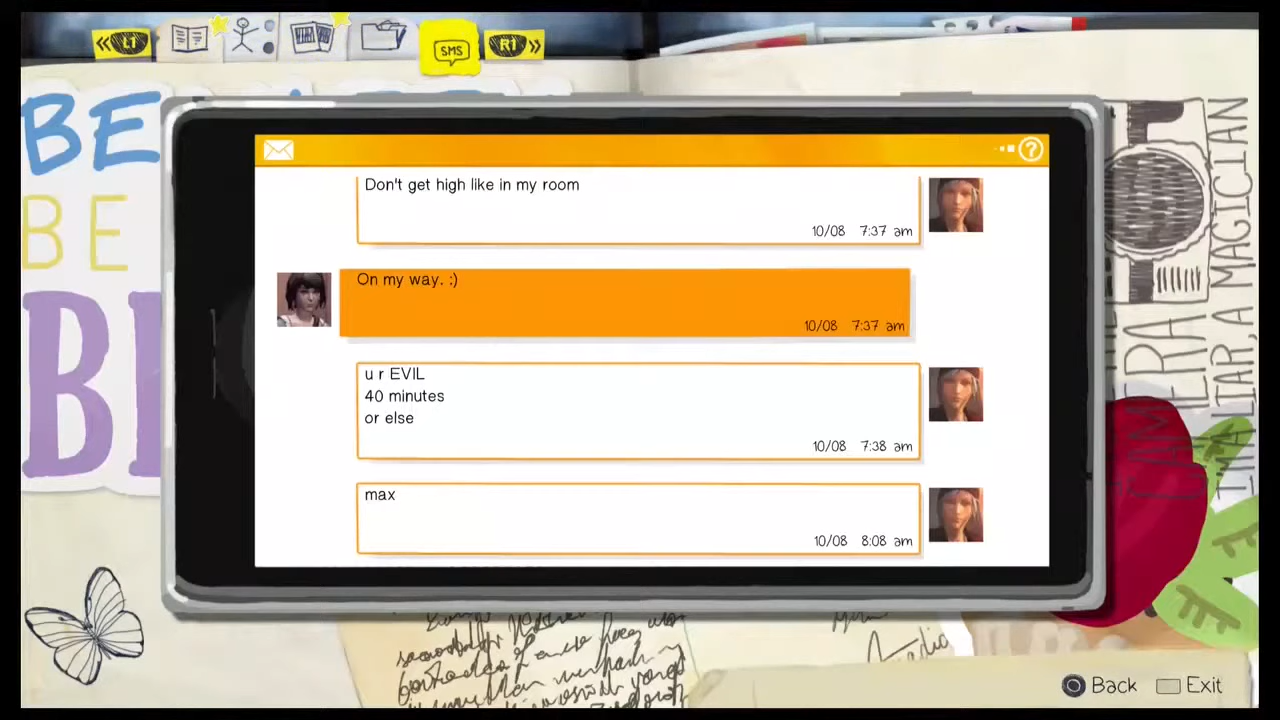 L1
SMS
R1
Don't get high like in my room
10/08 7:37 am
On my way. :)
10/08 7:37 am
u r EVIL
40 minutes
or else
10/08 7:38 am
max
10/08 8:08 am
BE
BE
CAMERA
I'M A LIAR, A MAGICIAN
Back
Exit